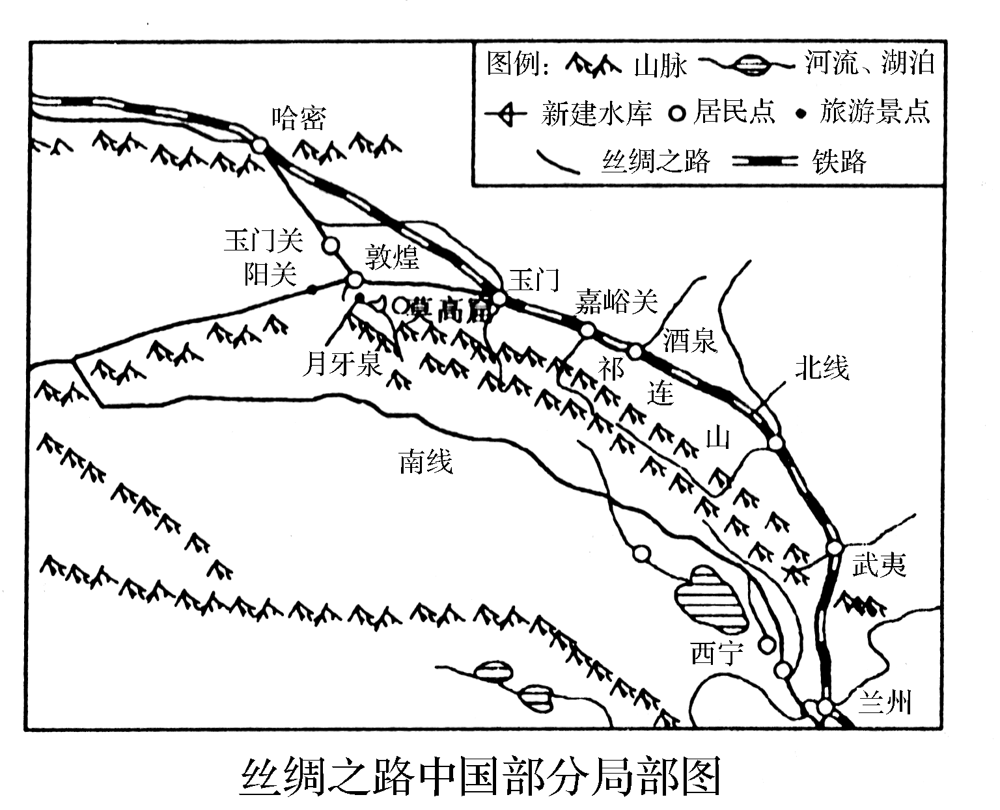 图例: 山脉 河流、湖泊
新建水库 居民点 旅游景点
丝绸之路 铁路
哈密
玉门关
敦煌
阳关
玉门
嘉峪关
莫高窟
酒泉
月牙泉
祁连山
北线
南线
武夷
西宁
兰州
丝绸之路中国部分局部图